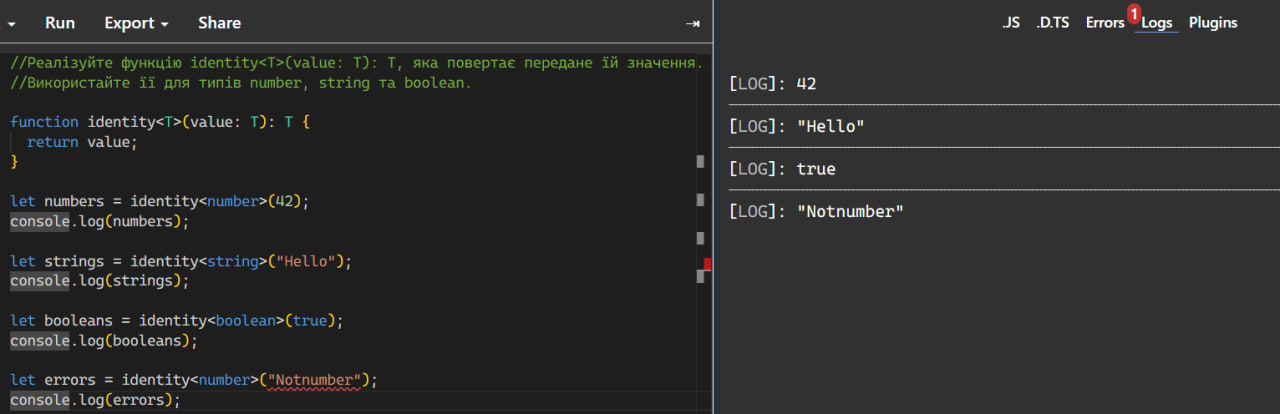 Run Export Share
.JS .D.TS Errors 1 Logs Plugins
//Реалізуйте функцію identity<T>(value: T): T, яка повертає передане їй значення.
//Використайте її для типів number, string та boolean.
function identity<T>(value: T): T {
return value;
}
let numbers = identity<number>(42);
console.log(numbers);
let strings = identity<string>("Hello");
console.log(strings);
let booleans = identity<boolean>(true);
console.log(booleans);
let errors = identity<number>("Notnumber");
console.log(errors);
[LOG]: 42
[LOG]: "Hello"
[LOG]: true
[LOG]: "Notnumber"